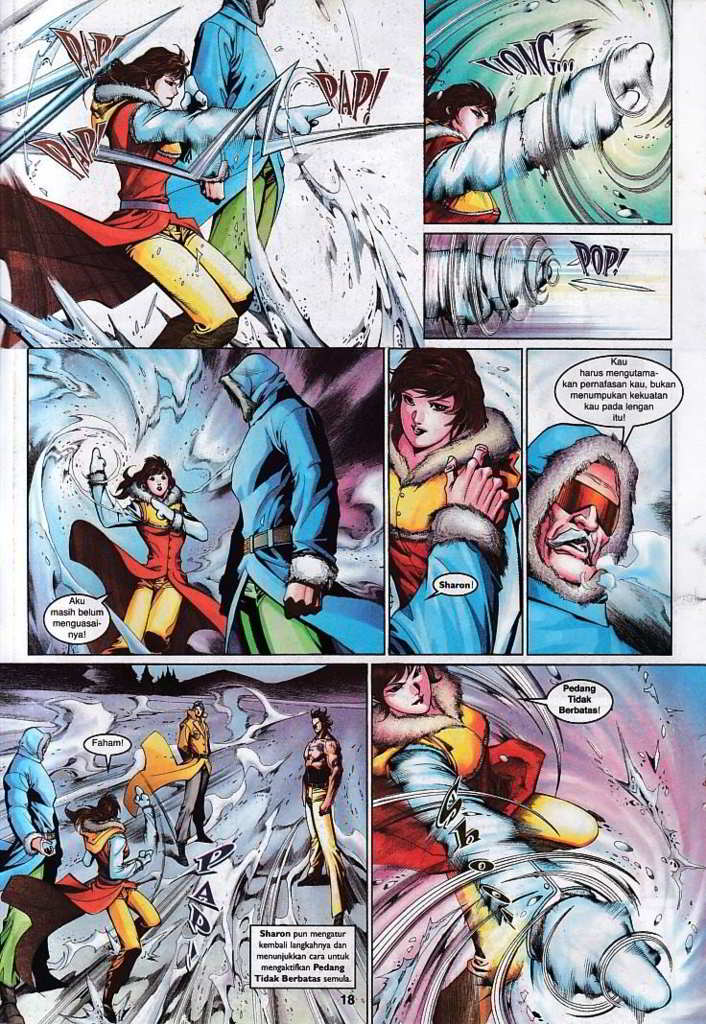 PAP!
PAP!
PAP!
WONG...
POP!
Aku
masih belum
menguasai-
nya!
Sharon!
Kau
harus mengutama-
kan pernafasan kau, bukan
menumpukan kekuatan
kau pada lengan
itu!
Faham!
PAP!
Sharon pun mengatur
kembali langkahnya dan
menunjukkan cara untuk
mengaktifkan Pedang
Tidak Berbatas semula.
18
Pedang
Tidak
Berbatas!